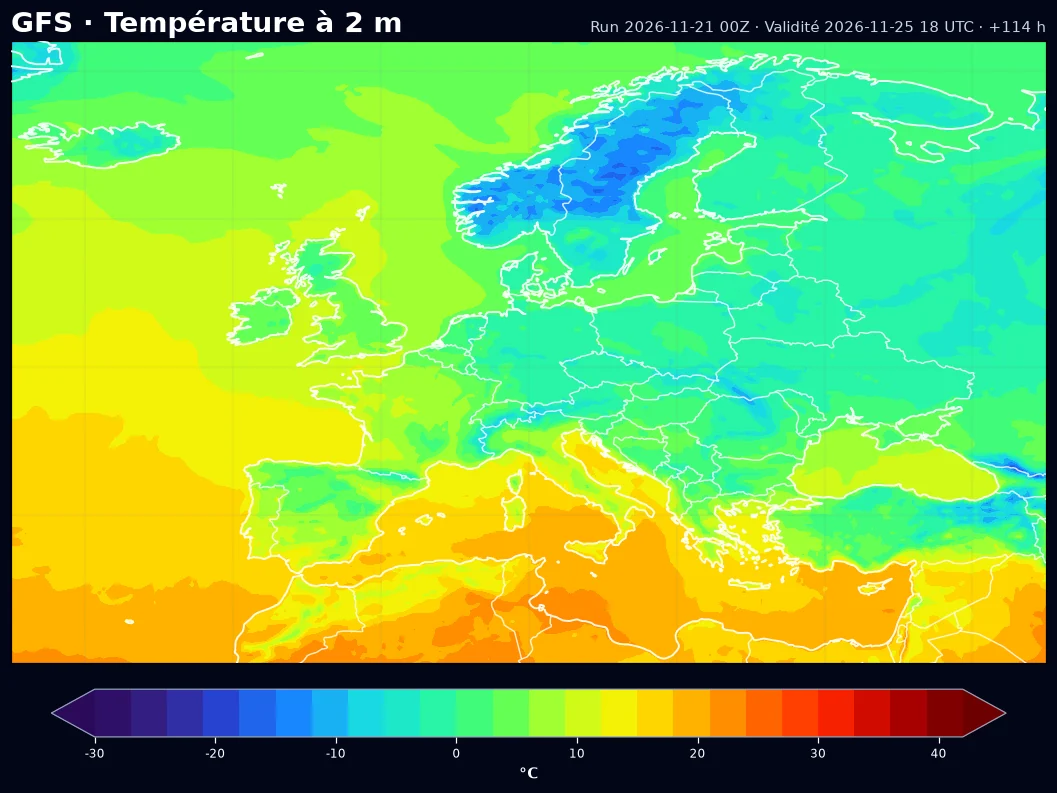 GFS · Température à 2 m
Run 2026-11-21 00Z · Validité 2026-11-25 18 UTC · +114 h
-30 -20 -10 0 10 20 30 40
°C